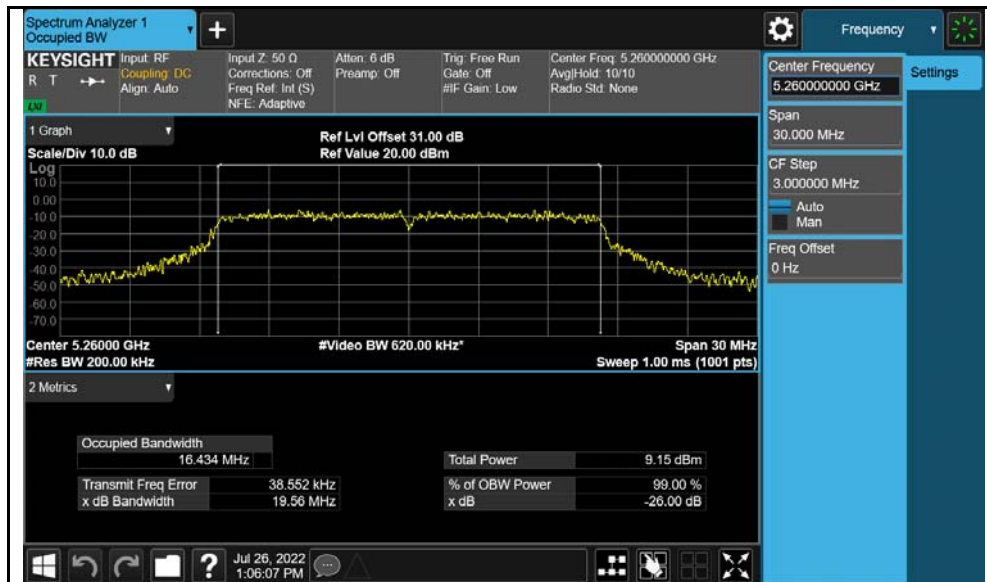 Spectrum Analyzer 1
Occupied BW
Frequency
KEYSIGHT
R T
LXI
Input: RF
Coupling: DC
Align: Auto
Input Z: 50 Ω
Corrections: Off
Freq Ref: Int (S)
NFE: Adaptive
Atten: 6 dB
Preamp: Off
Trig: Free Run
Gate: Off
#IF Gain: Low
Center Freq: 5.260000000 GHz
Avg|Hold: 10/10
Radio Std: None
Center Frequency
5.260000000 GHz
Settings
Span
30.000 MHz
CF Step
3.000000 MHz
Auto
Man
Freq Offset
0 Hz
1 Graph
Scale/Div 10.0 dB
Ref Lvl Offset 31.00 dB
Ref Value 20.00 dBm
Log
10.0
0.00
-10.0
-20.0
-30.0
-40.0
-50.0
-60.0
-70.0
Center 5.26000 GHz
#Video BW 620.00 kHz*
Span 30 MHz
#Res BW 200.00 kHz
Sweep 1.00 ms (1001 pts)
2 Metrics
Occupied Bandwidth
16.434 MHz
Total Power 9.15 dBm
Transmit Freq Error 38.552 kHz
% of OBW Power 99.00 %
x dB Bandwidth 19.56 MHz
x dB -26.00 dB
?
Jul 26, 2022
1:06:07 PM